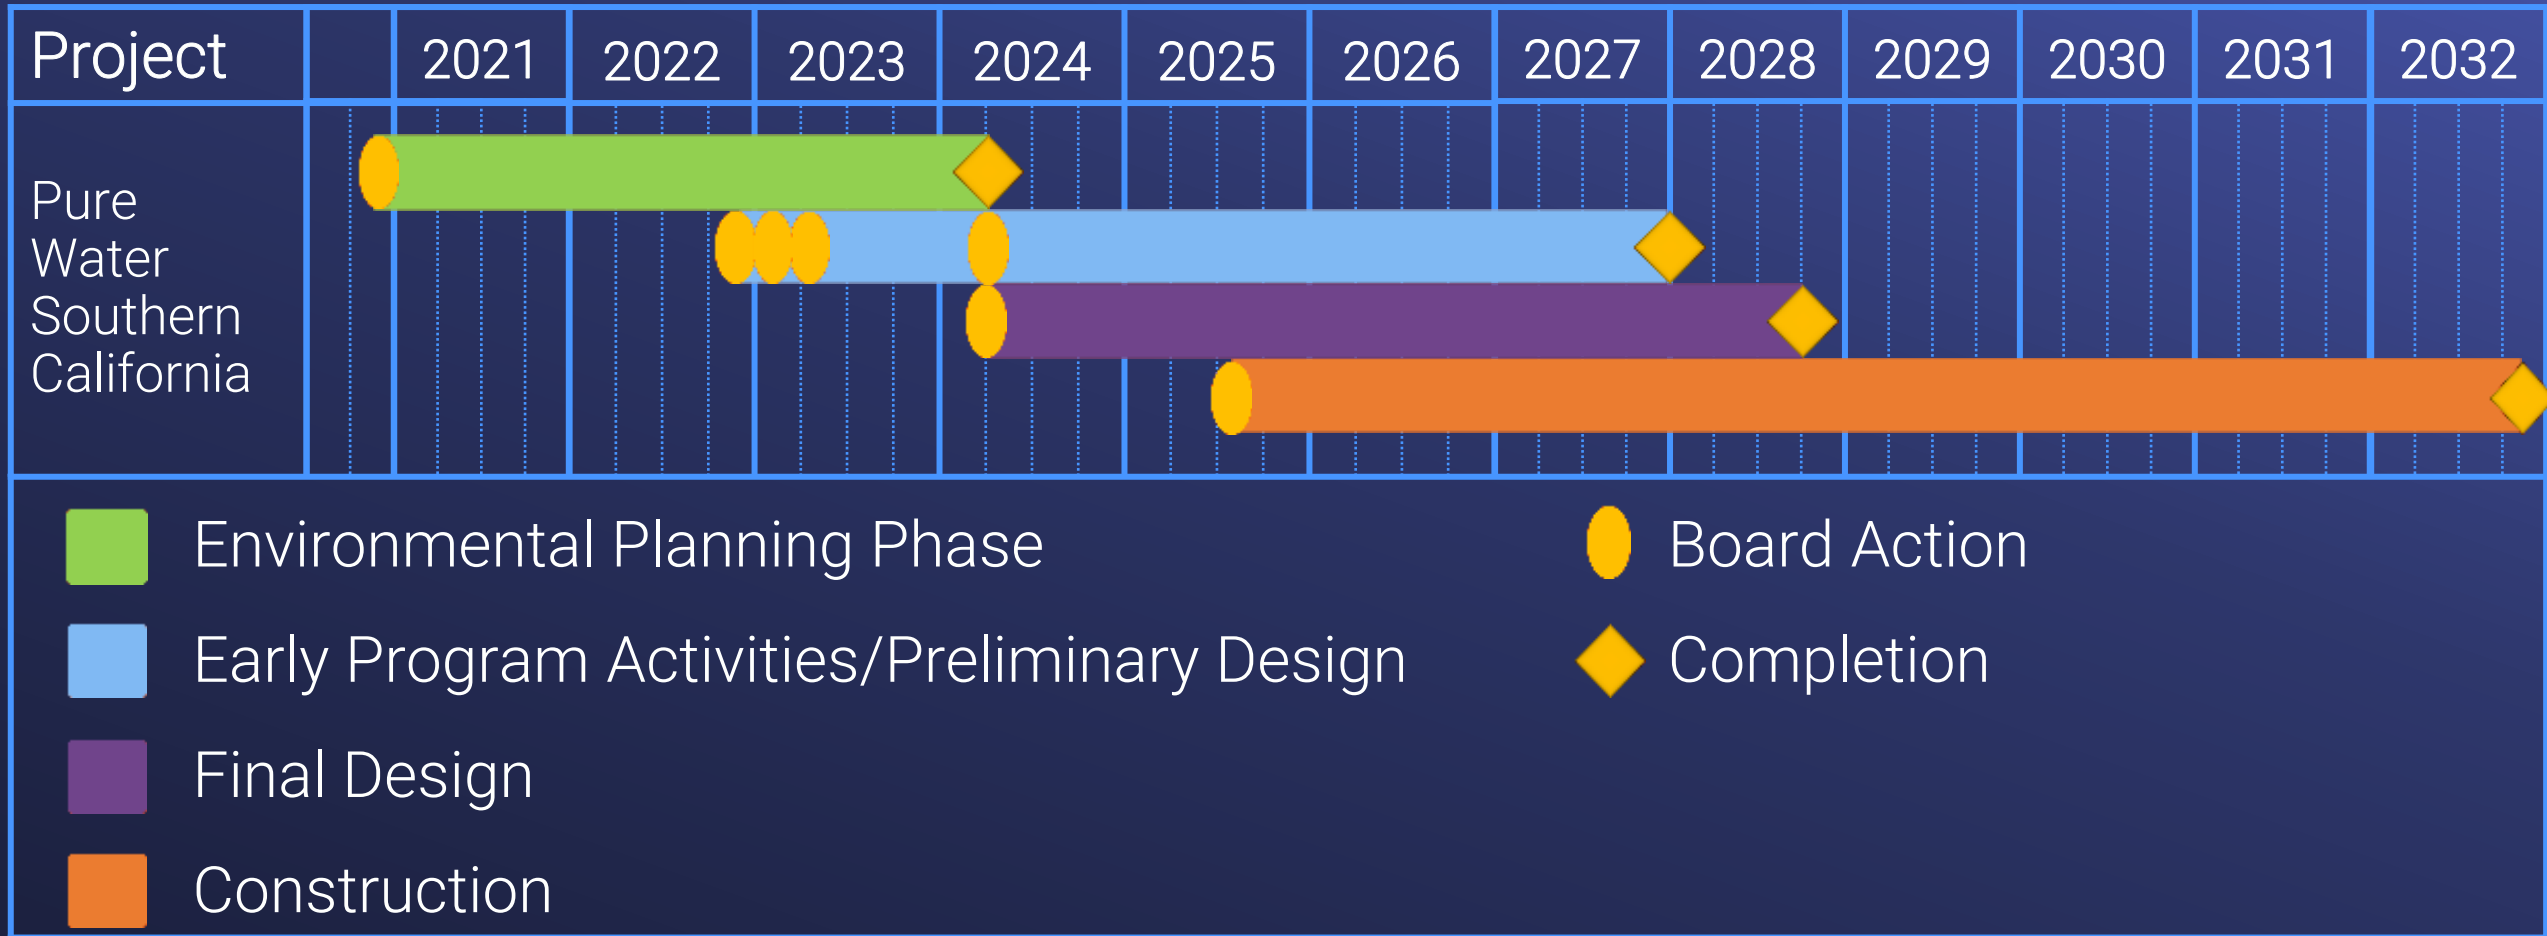 Project 2021 2022 2023 2024 2025 2026 2027 2028 2029 2030 2031 2032
Pure
Water
Southern
California
Environmental Planning Phase
Board Action
Early Program Activities/Preliminary Design
Completion
Final Design
Construction